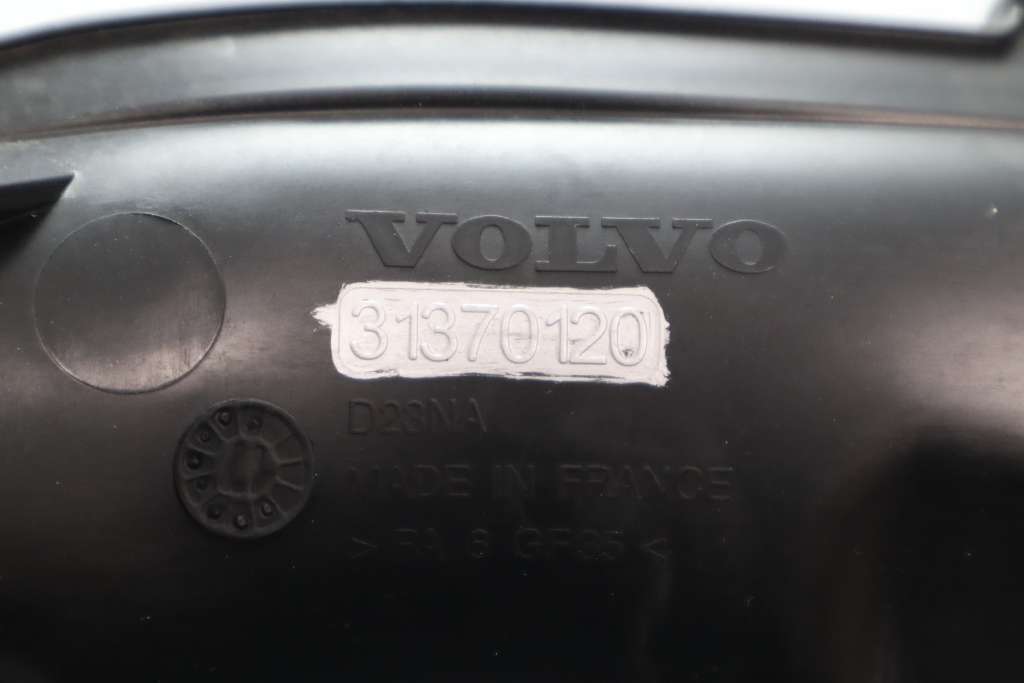 VOLVO
31370120
D23NA
MADE IN FRANCE
> PA 6 GF35 <